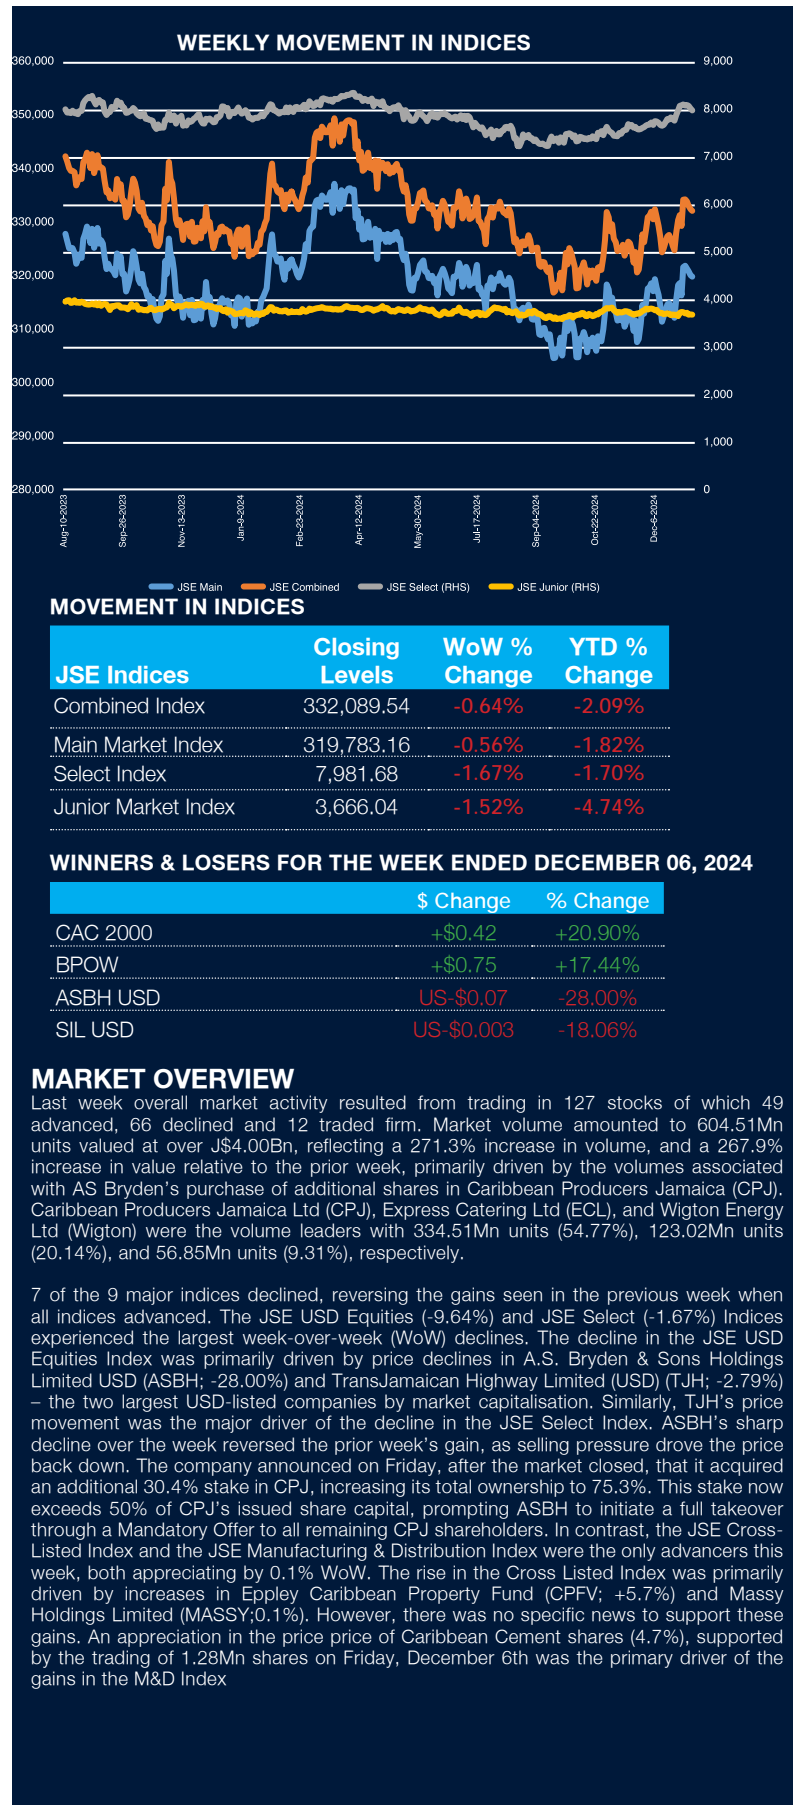 WEEKLY MOVEMENT IN INDICES
360,000
350,000
340,000
330,000
320,000
310,000
300,000
290,000
280,000
9,000
8,000
7,000
6,000
5,000
4,000
3,000
2,000
1,000
0
Aug-10-2023
Sep-26-2023
Nov-13-2023
Jan-9-2024
Feb-23-2024
Apr-12-2024
May-30-2024
Jul-17-2024
Sep-04-2024
Oct-22-2024
Dec-6-2024
JSE Main JSE Combined JSE Select (RHS) JSE Junior (RHS)
MOVEMENT IN INDICES
JSE Indices Closing Levels WoW % Change YTD % Change
Combined Index 332,089.54 -0.64% -2.09%
Main Market Index 319,783.16 -0.56% -1.82%
Select Index 7,981.68 -1.67% -1.70%
Junior Market Index 3,666.04 -1.52% -4.74%
WINNERS & LOSERS FOR THE WEEK ENDED DECEMBER 06, 2024
$ Change % Change
CAC 2000 +$0.42 +20.90%
BPOW +$0.75 +17.44%
ASBH USD US-$0.07 -28.00%
SIL USD US-$0.003 -18.06%
MARKET OVERVIEW
Last week overall market activity resulted from trading in 127 stocks of which 49
advanced, 66 declined and 12 traded firm. Market volume amounted to 604.51Mn
units valued at over J$4.00Bn, reflecting a 271.3% increase in volume, and a 267.9%
increase in value relative to the prior week, primarily driven by the volumes associated
with AS Bryden’s purchase of additional shares in Caribbean Producers Jamaica (CPJ).
Caribbean Producers Jamaica Ltd (CPJ), Express Catering Ltd (ECL), and Wigton Energy
Ltd (Wigton) were the volume leaders with 334.51Mn units (54.77%), 123.02Mn units
(20.14%), and 56.85Mn units (9.31%), respectively.
7 of the 9 major indices declined, reversing the gains seen in the previous week when
all indices advanced. The JSE USD Equities (-9.64%) and JSE Select (-1.67%) Indices
experienced the largest week-over-week (WoW) declines. The decline in the JSE USD
Equities Index was primarily driven by price declines in A.S. Bryden & Sons Holdings
Limited USD (ASBH; -28.00%) and TransJamaican Highway Limited (USD) (TJH; -2.79%)
– the two largest USD-listed companies by market capitalisation. Similarly, TJH’s price
movement was the major driver of the decline in the JSE Select Index. ASBH’s sharp
decline over the week reversed the prior week’s gain, as selling pressure drove the price
back down. The company announced on Friday, after the market closed, that it acquired
an additional 30.4% stake in CPJ, increasing its total ownership to 75.3%. This stake now
exceeds 50% of CPJ’s issued share capital, prompting ASBH to initiate a full takeover
through a Mandatory Offer to all remaining CPJ shareholders. In contrast, the JSE Cross-
Listed Index and the JSE Manufacturing & Distribution Index were the only advancers this
week, both appreciating by 0.1% WoW. The rise in the Cross Listed Index was primarily
driven by increases in Eppley Caribbean Property Fund (CPFV; +5.7%) and Massy
Holdings Limited (MASSY;0.1%). However, there was no specific news to support these
gains. An appreciation in the price price of Caribbean Cement shares (4.7%), supported
by the trading of 1.28Mn shares on Friday, December 6th was the primary driver of the
gains in the M&D Index